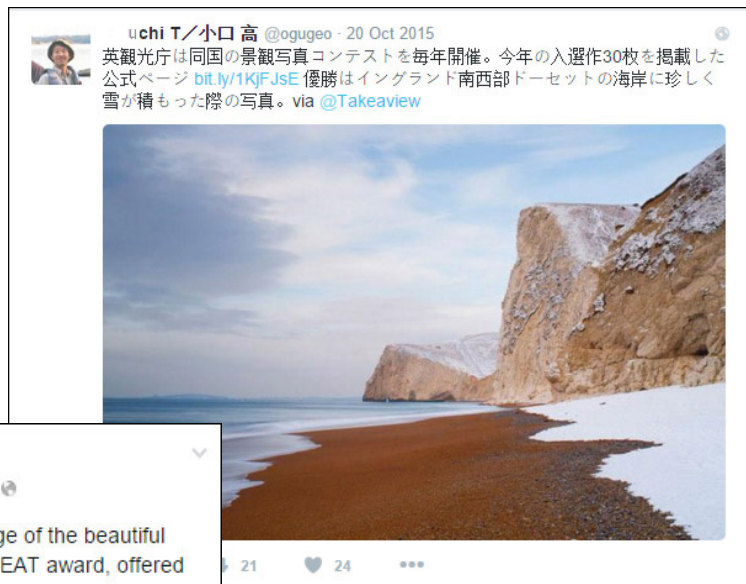 uchi T／小口 高 @ogugeo · 20 Oct 2015
英観光庁は同国の景観写真コンテストを毎年開催。今年の入選作30枚を掲載した
公式ページ bit.ly/1KjFJsE 優勝はイングランド南西部ドーセットの海岸に珍しく
雪が積もった際の写真。via @Takeaview
ge of the beautiful
EAT award, offered
21 24